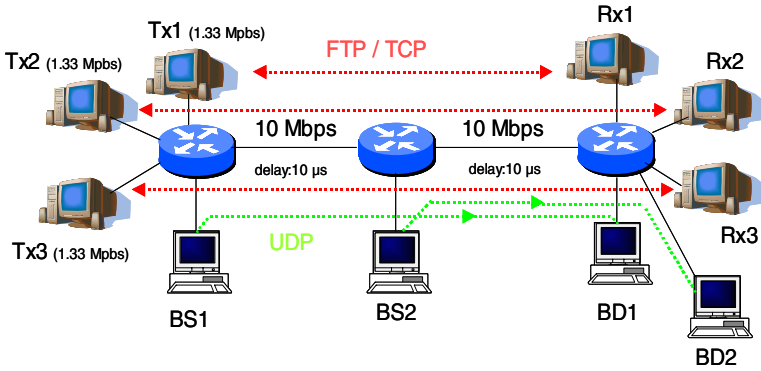 Tx1 (1.33 Mpbs)
Rx1
FTP / TCP
Tx2 (1.33 Mpbs)
Rx2
10 Mbps
10 Mbps
delay:10 µs
delay:10 µs
Tx3 (1.33 Mpbs)
Rx3
UDP
BS1
BS2
BD1
BD2